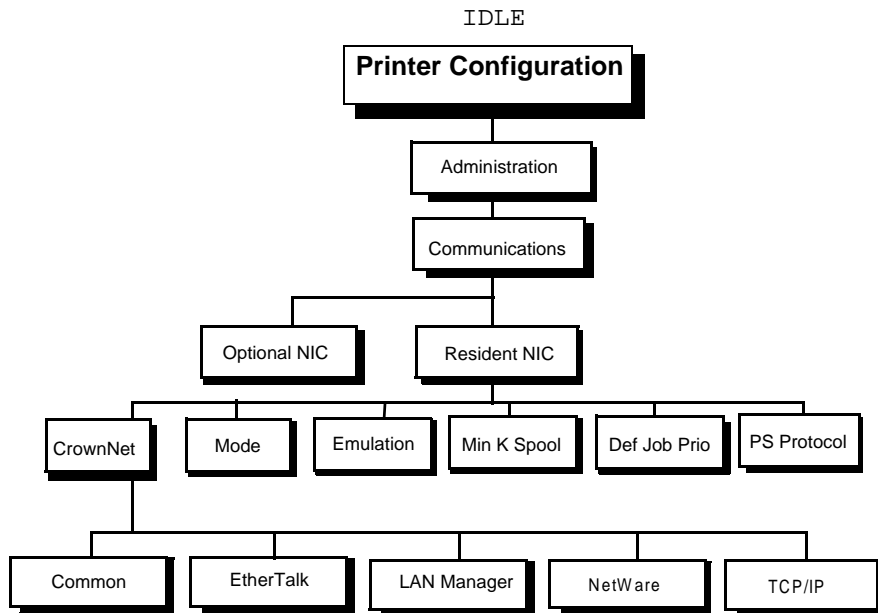 IDLE
Printer Configuration
Administration
Communications
Optional NIC
Resident NIC
CrownNet
Mode
Emulation
Min K Spool
Def Job Prio
PS Protocol
Common
EtherTalk
LAN Manager
NetWare
TCP/IP